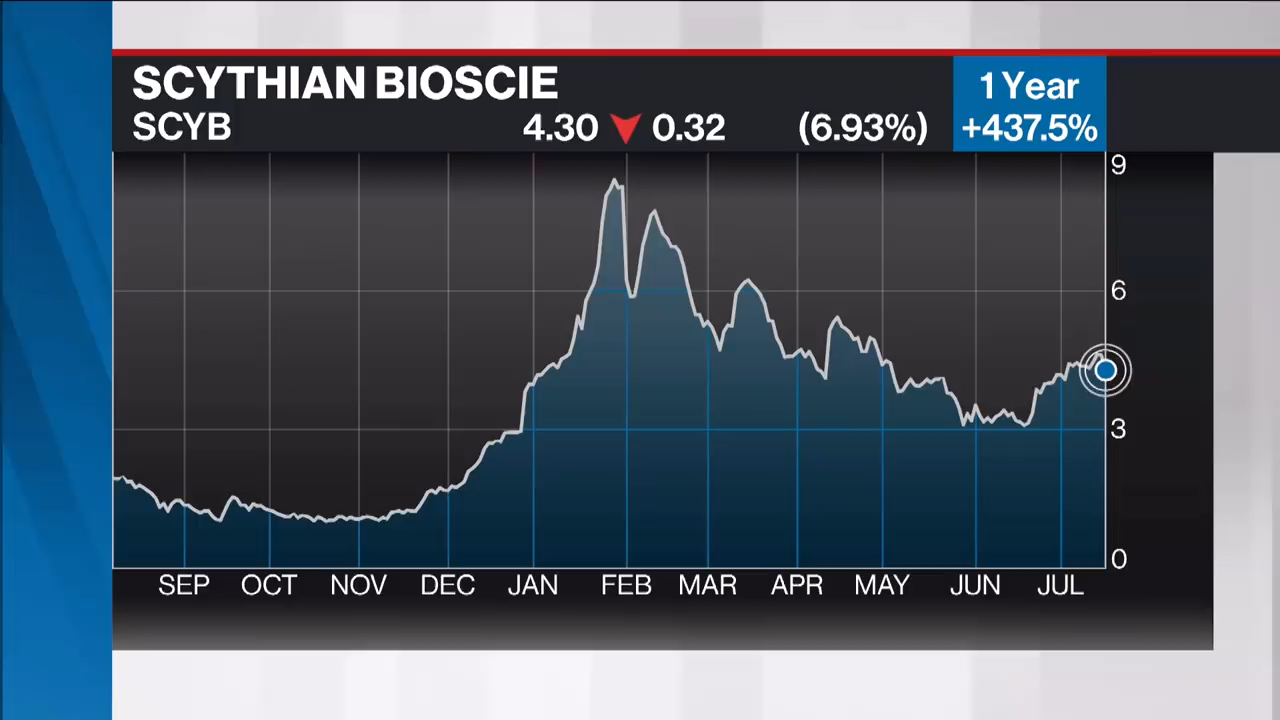 SCYTHIAN BIOSCIE
SCYB 4.30 0.32 (6.93%)
1 Year
+437.5%
9
6
3
0
SEP OCT NOV DEC JAN FEB MAR APR MAY JUN JUL